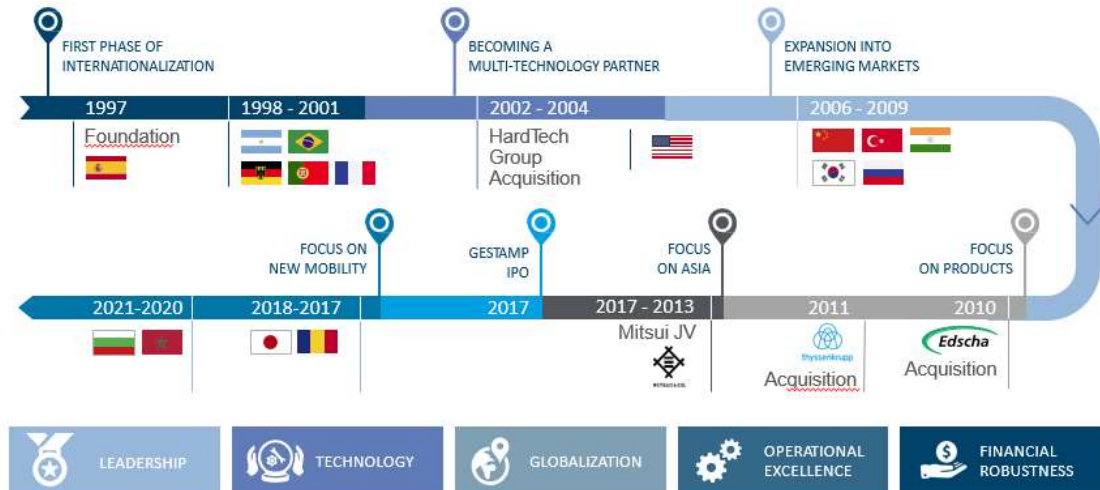 FIRST PHASE OF
INTERNATIONALIZATION
BECOMING A
MULTI-TECHNOLOGY PARTNER
EXPANSION INTO
EMERGING MARKETS
1997
1998 - 2001
2002 - 2004
2006 - 2009
Foundation
HardTech
Group
Acquisition
FOCUS ON
NEW MOBILITY
GESTAMP
IPO
FOCUS
ON ASIA
FOCUS
ON PRODUCTS
2021-2020
2018-2017
2017
2017 - 2013
2011
2010
Mitsui JV
MITSUI & CO.
thyssenkrupp
Acquisition
Edscha
Acquisition
LEADERSHIP
TECHNOLOGY
GLOBALIZATION
OPERATIONAL
EXCELLENCE
FINANCIAL
ROBUSTNESS